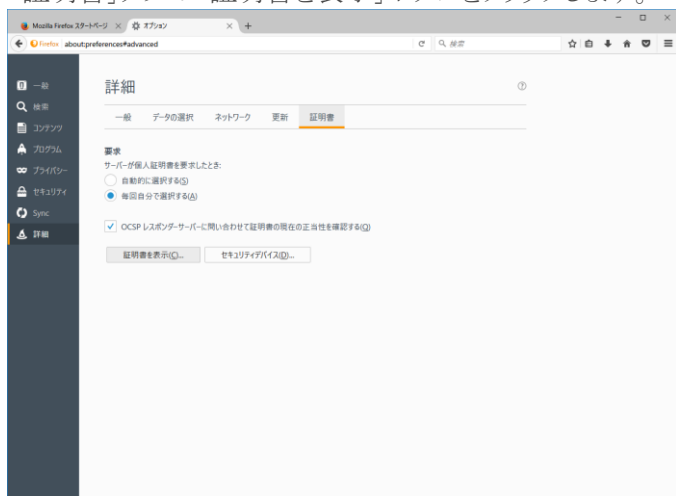 証明書を表示」ボタンをクリックします。
Mozilla Firefox スタートページ
オプション
Firefox about:preferences#advanced
検索
一般
検索
コンテンツ
プログラム
プライバシー
セキュリティ
Sync
詳細
詳細
一般 データの選択 ネットワーク 更新 証明書
要求
サーバーが個人証明書を要求したとき:
自動的に選択する(S)
毎回自分で選択する(A)
OCSP レスポンダーサーバーに問い合わせて証明書の現在の正当性を確認する(Q)
証明書を表示(C)... セキュリティデバイス(D)...